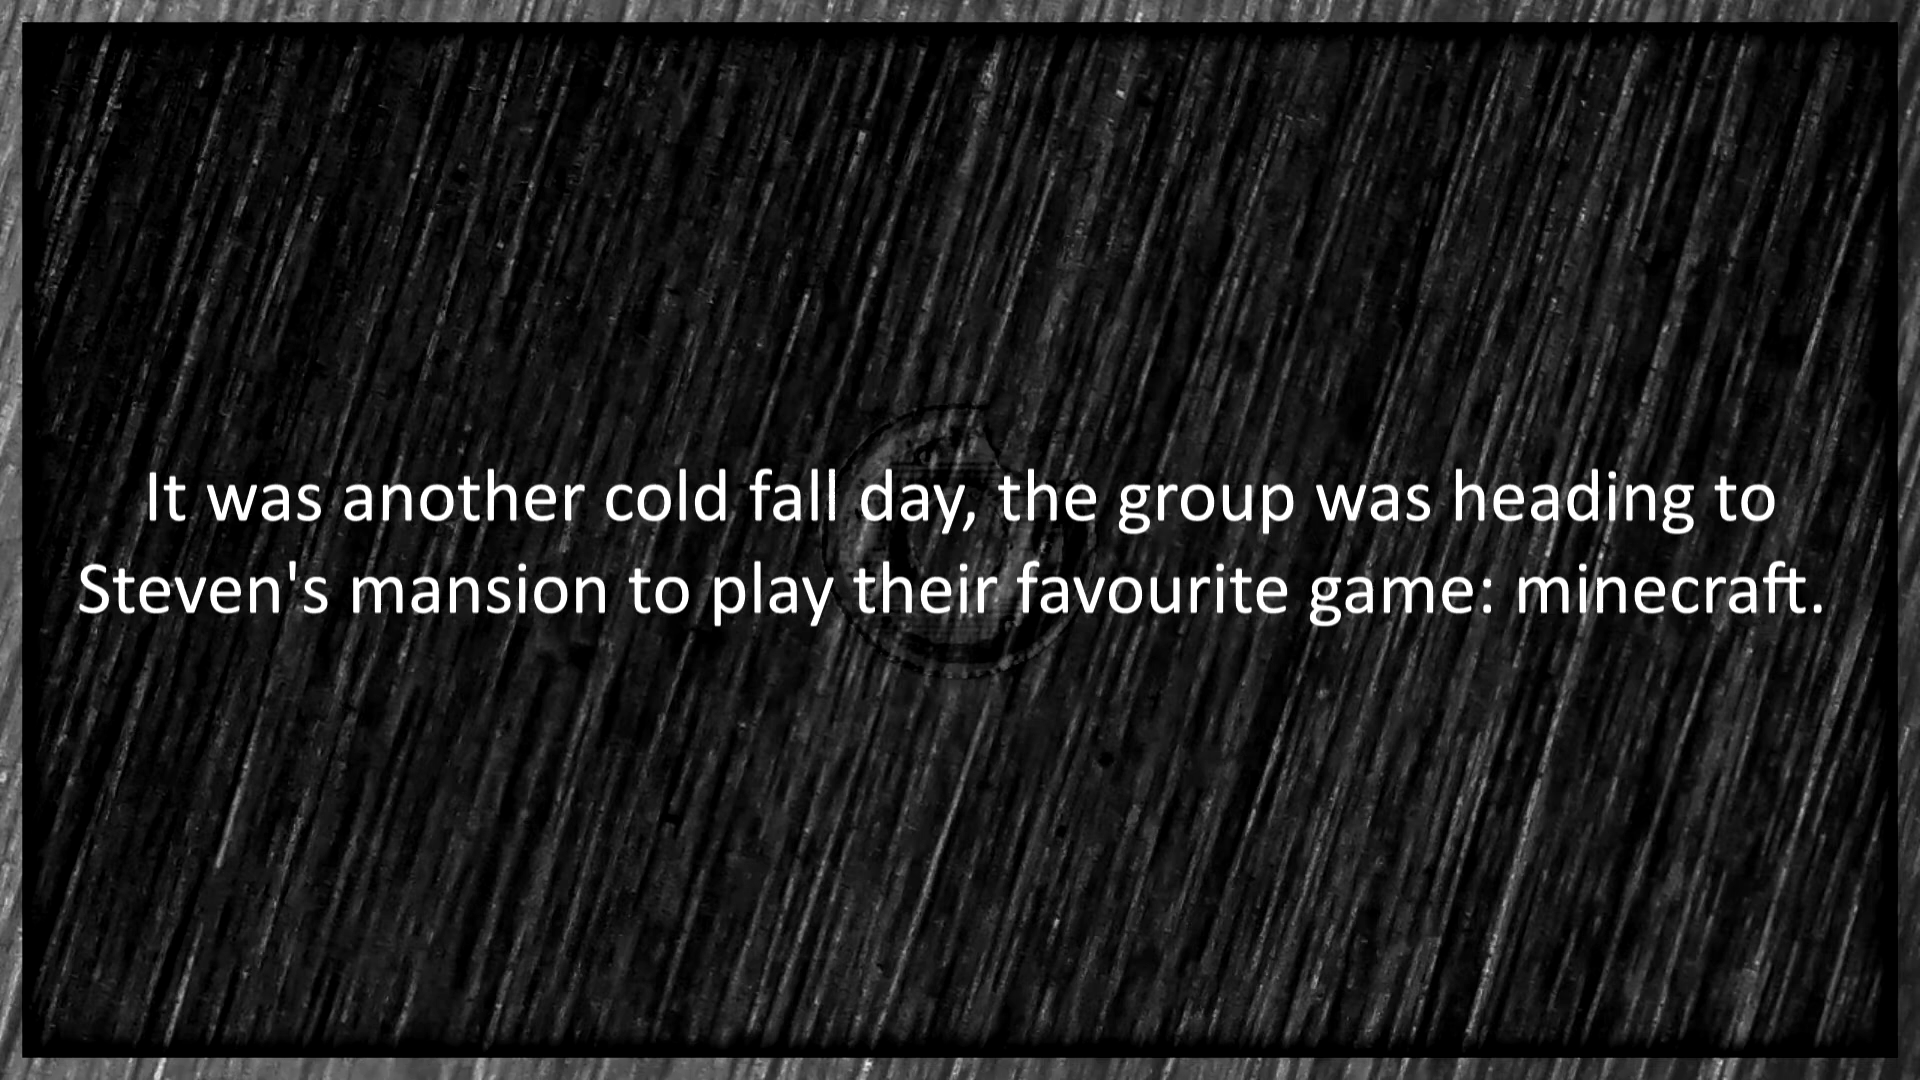 It was another cold fall day, the group was heading to
Steven's mansion to play their favourite game: minecraft.